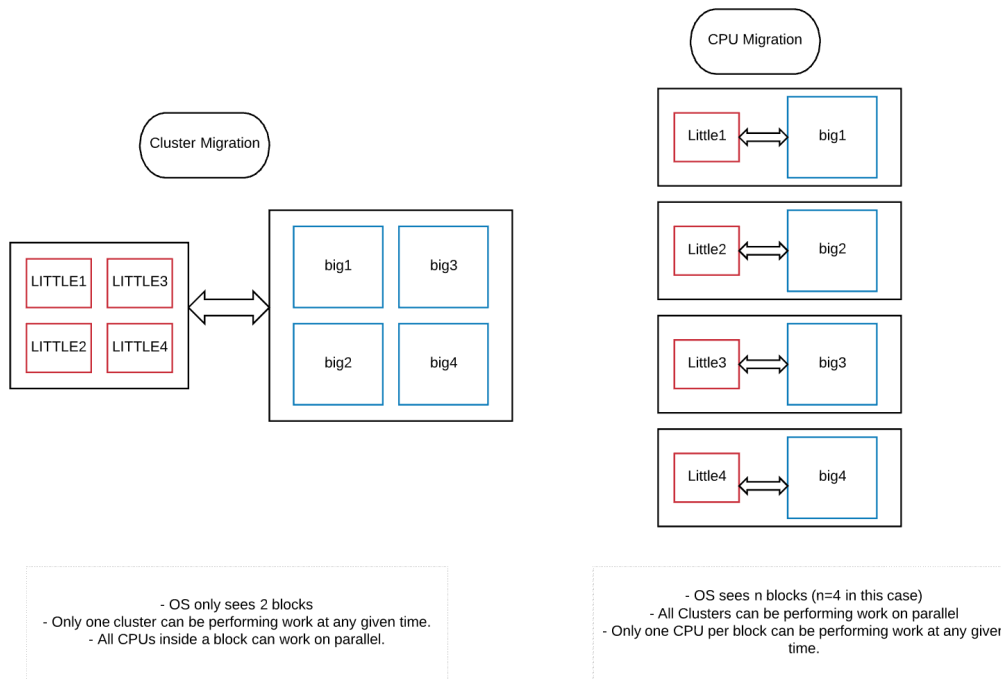 Cluster Migration
LITTLE1
LITTLE3
LITTLE2
LITTLE4
big1
big3
big2
big4
- OS only sees 2 blocks
- Only one cluster can be performing work at any given time.
- All CPUs inside a block can work on parallel.
CPU Migration
Little1
big1
Little2
big2
Little3
big3
Little4
big4
- OS sees n blocks (n=4 in this case)
- All Clusters can be performing work on parallel
- Only one CPU per block can be performing work at any given
time.